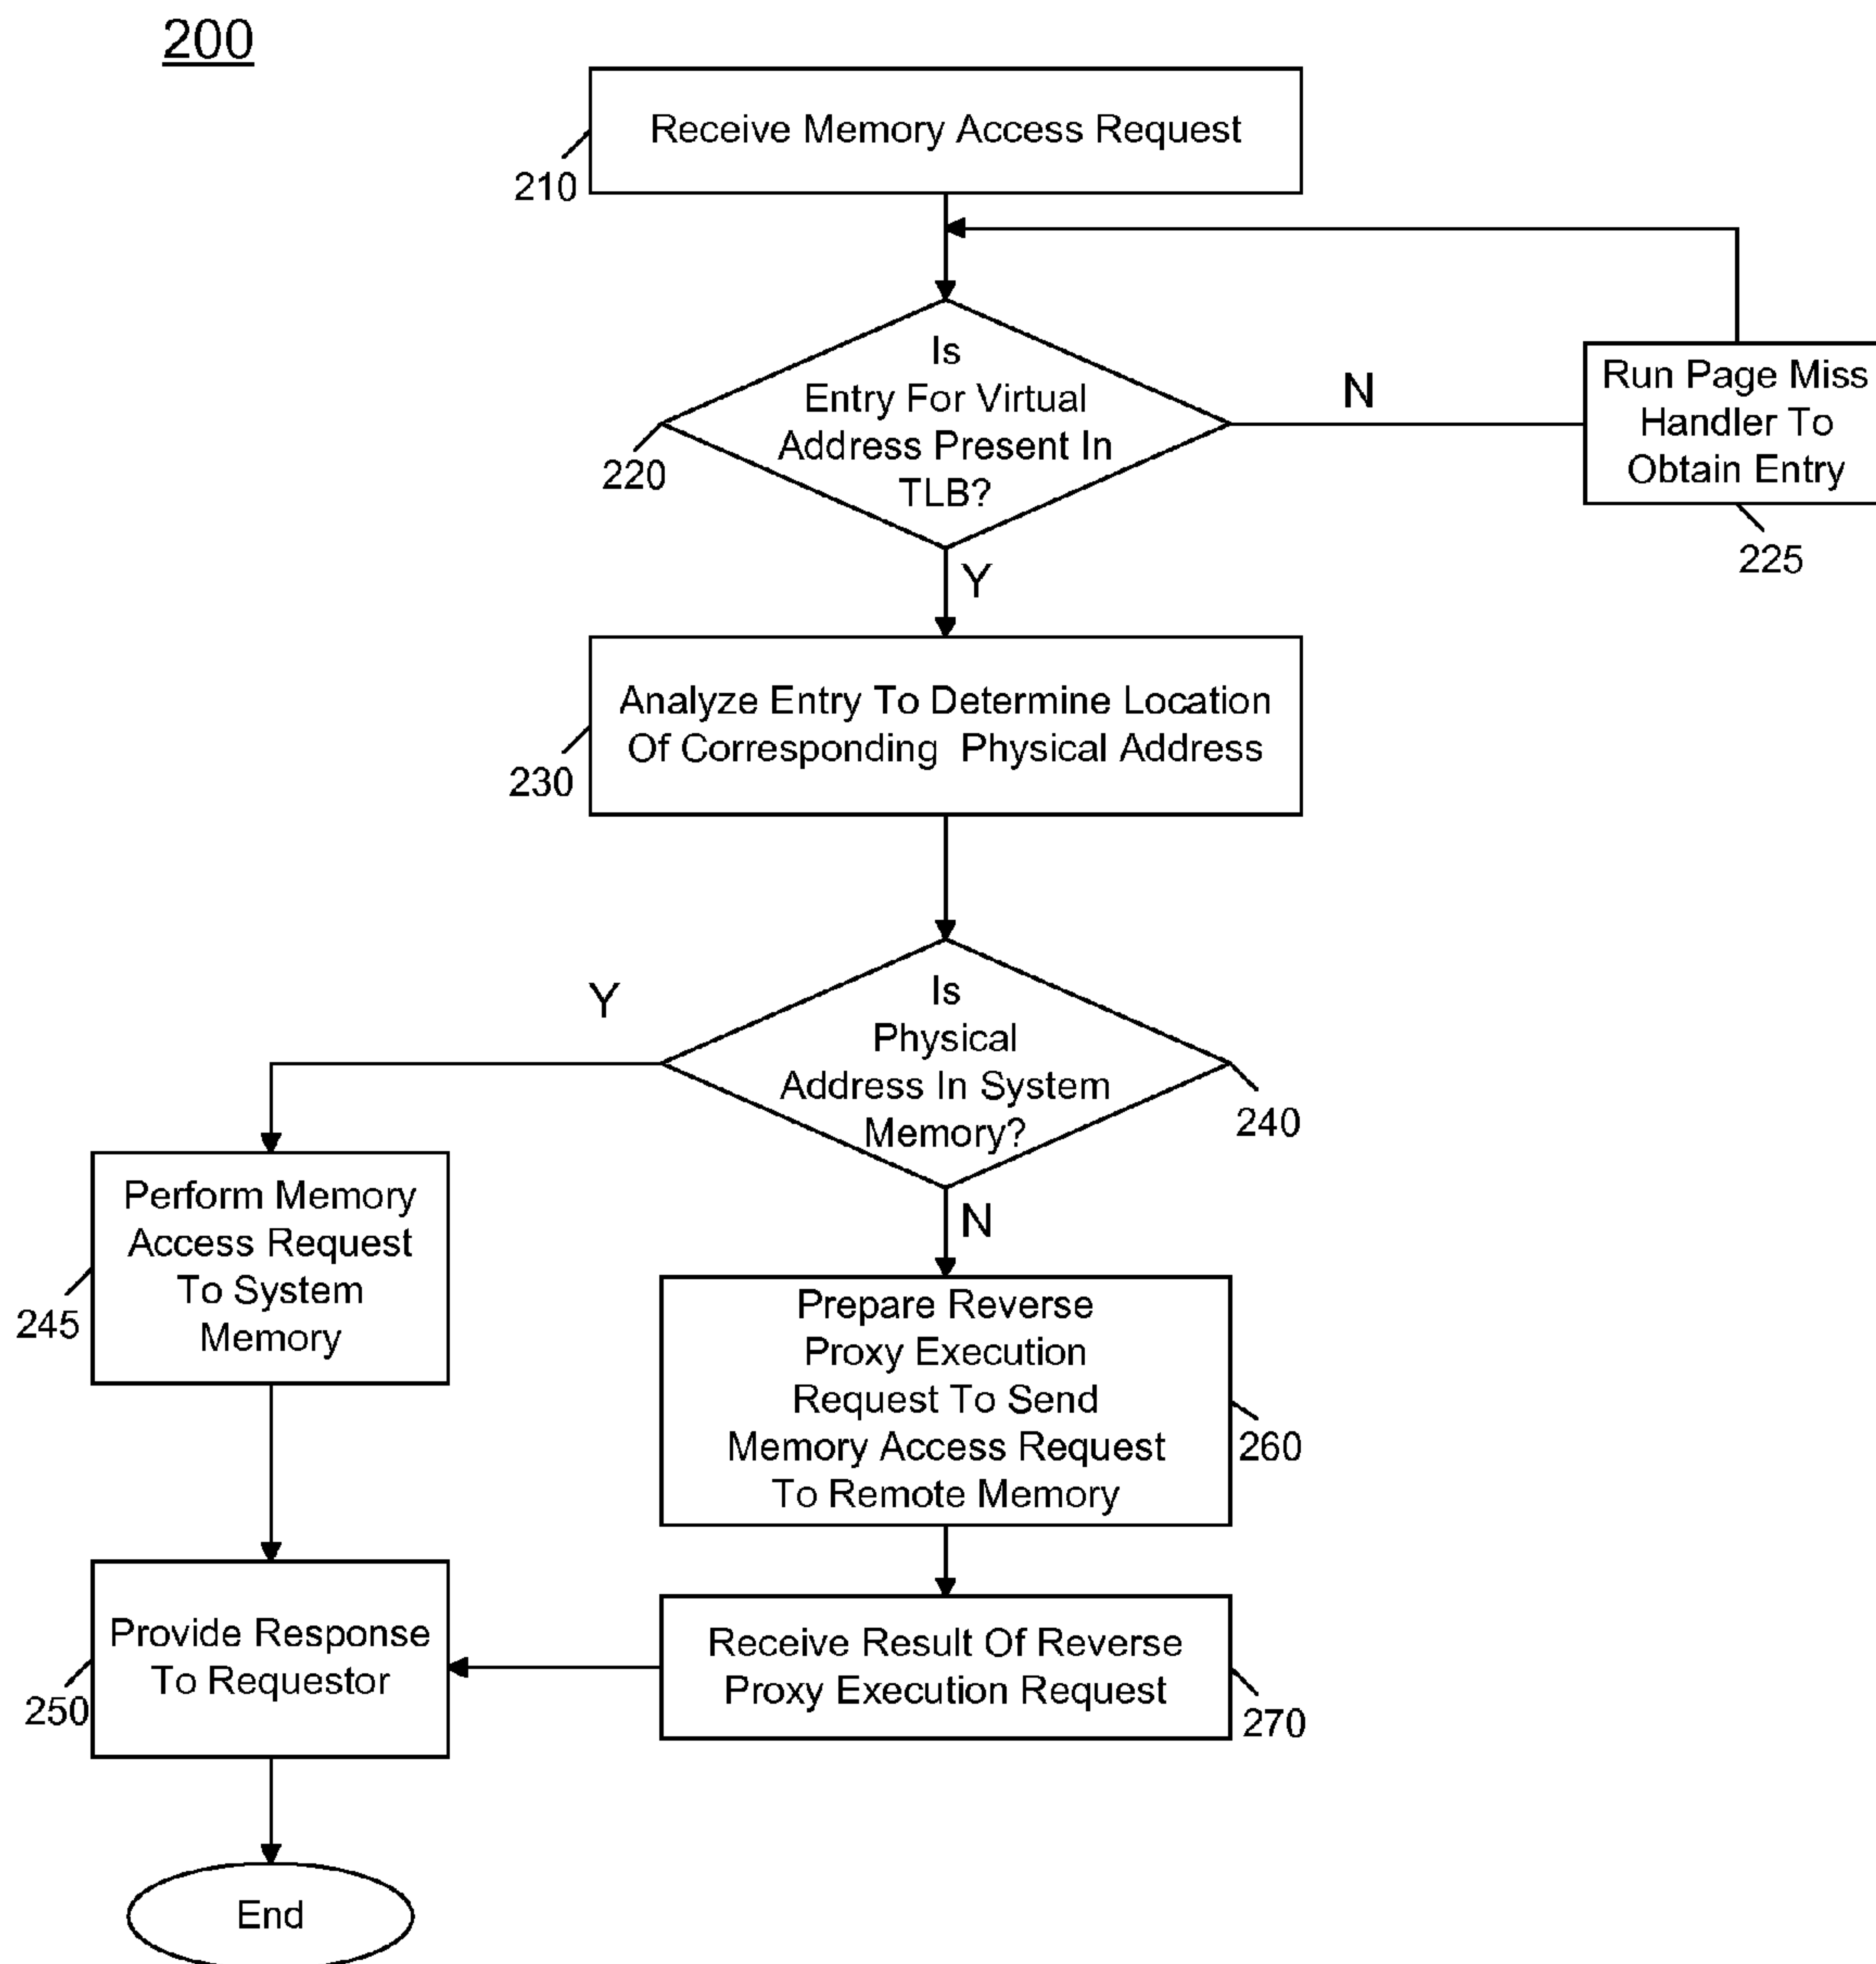 200
Receive Memory Access Request
210
Is
Entry For Virtual
Address Present In
TLB?
220
N
Run Page Miss
Handler To
Obtain Entry
225
Y
Analyze Entry To Determine Location
Of Corresponding Physical Address
230
Is
Physical
Address In System
Memory?
240
Y
Perform Memory
Access Request
To System
Memory
245
N
Prepare Reverse
Proxy Execution
Request To Send
Memory Access Request
To Remote Memory
260
Provide Response
To Requestor
250
Receive Result Of Reverse
Proxy Execution Request
270
End